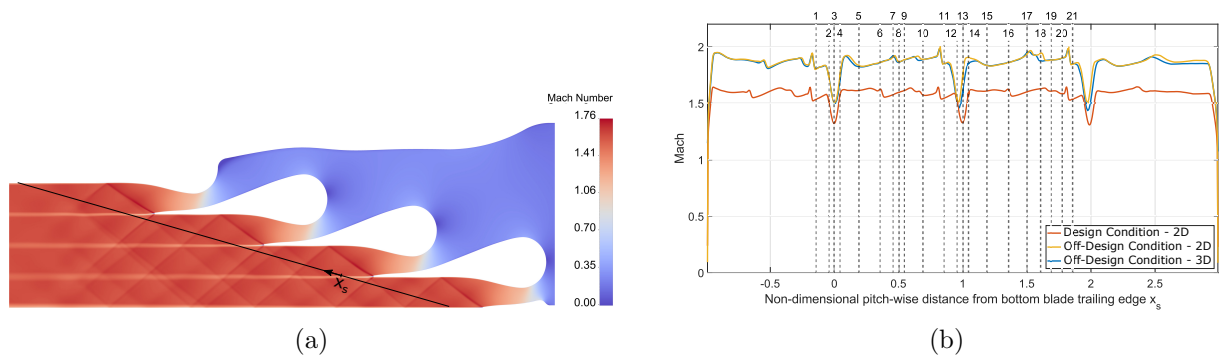 Mach Number
1.76
1.41
1.06
0.70
0.35
0.00
x_s
(a)
1 3 5 7 9 11 13 15 17 19 21
2 4 6 8 10 12 14 16 18 20
2
1.5
1
0.5
0
Mach
Design Condition - 2D
Off-Design Condition - 2D
Off-Design Condition - 3D
-0.5 0 0.5 1 1.5 2 2.5
Non-dimensional pitch-wise distance from bottom blade trailing edge x_s
(b)